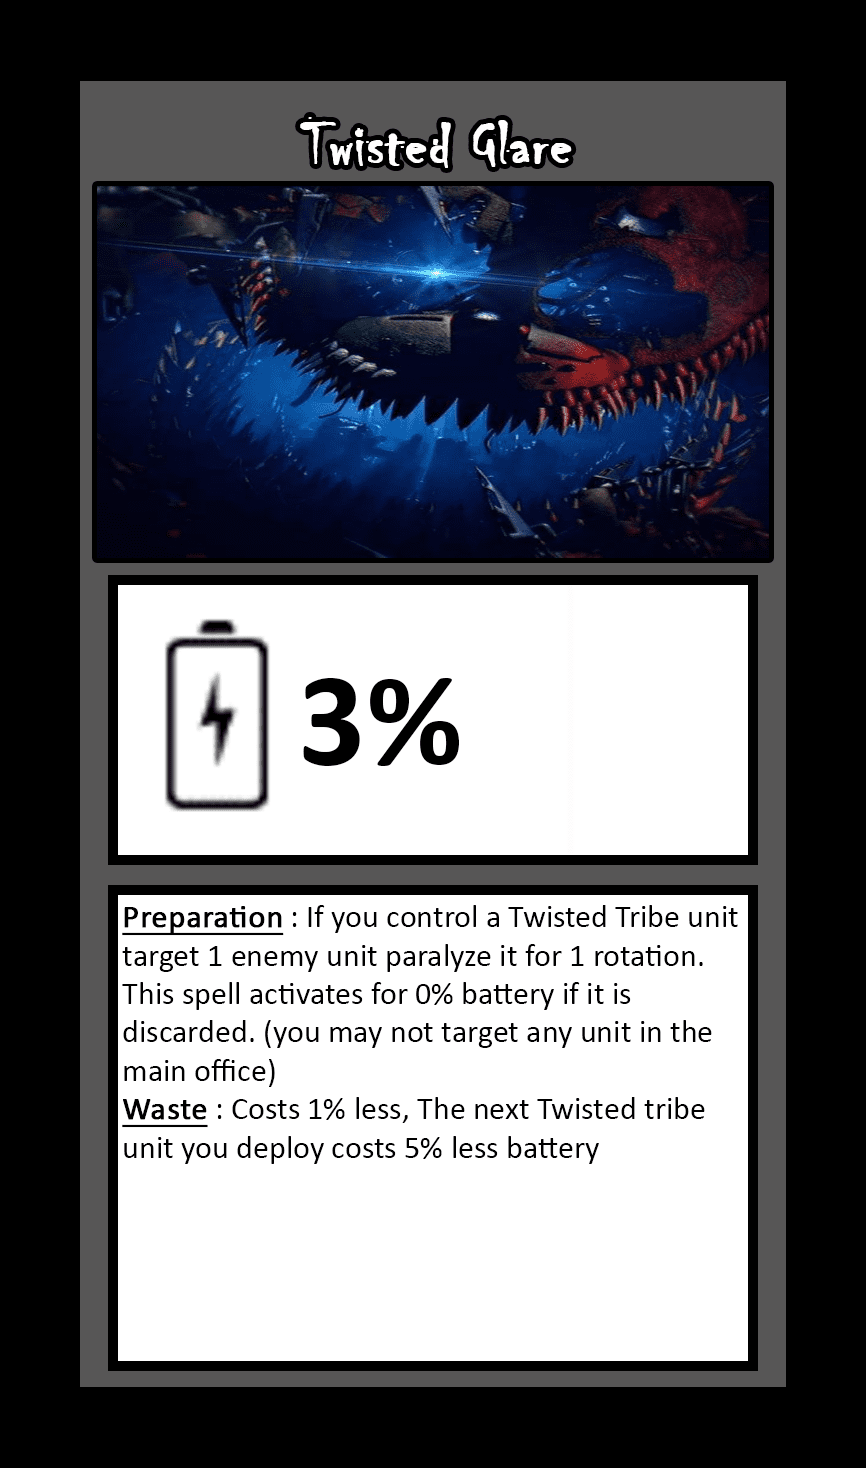 Twisted Glare
3%
Preparation : If you control a Twisted Tribe unit
target 1 enemy unit paralyze it for 1 rotation.
This spell activates for 0% battery if it is
discarded. (you may not target any unit in the
main office)
Waste : Costs 1% less, The next Twisted tribe
unit you deploy costs 5% less battery